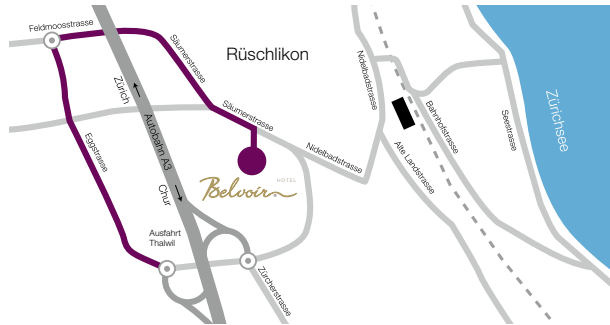 Feldmoosstrasse
Säumerstrasse
Rüschlikon
Nidelbadstrasse
Zürich
Autobahn A3
Chur
Säumerstrasse
Eggstrasse
Bahnhofstrasse
Seestrasse
Zürichsee
Nidelbadstrasse
Alte Landstrasse
HOTEL
Belvoir
Ausfahrt
Thalwil
Zürcherstrasse